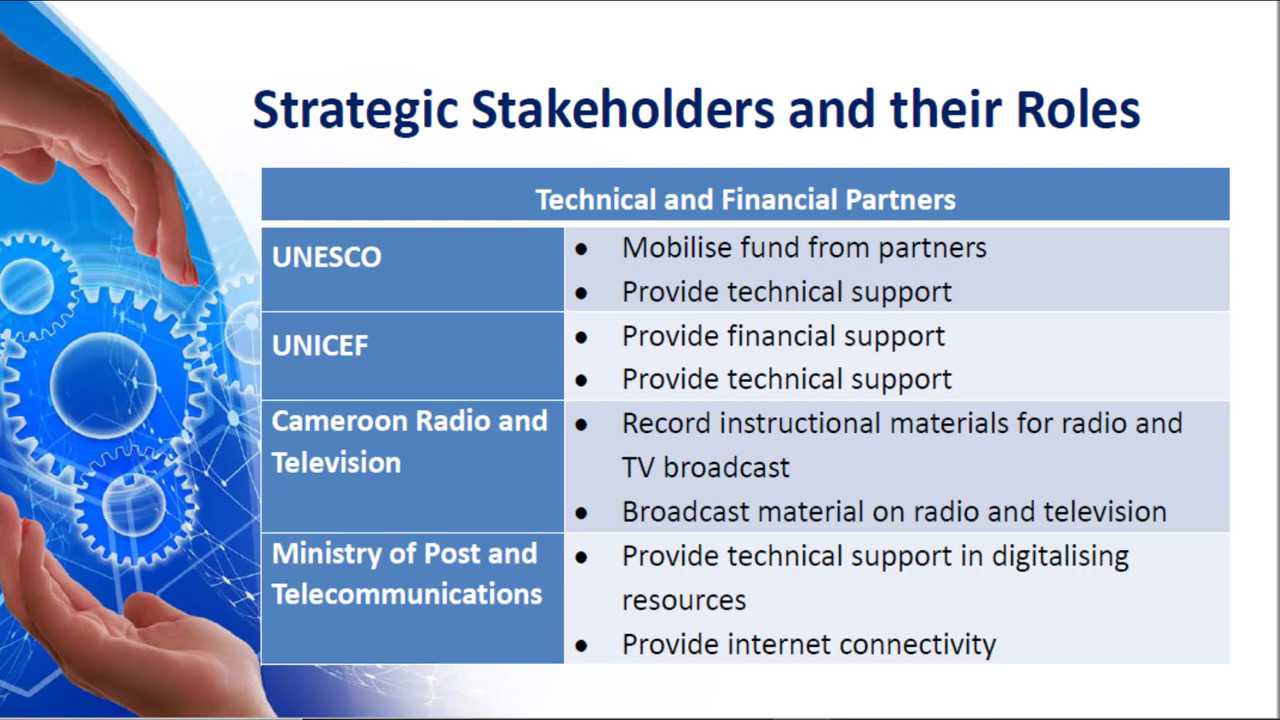 Strategic Stakeholders and their Roles
Technical and Financial Partners
UNESCO
● Mobilise fund from partners
● Provide technical support
UNICEF
● Provide financial support
● Provide technical support
Cameroon Radio and
Television
● Record instructional materials for radio and
TV broadcast
● Broadcast material on radio and television
Ministry of Post and
Telecommunications
● Provide technical support in digitalising
resources
● Provide internet connectivity